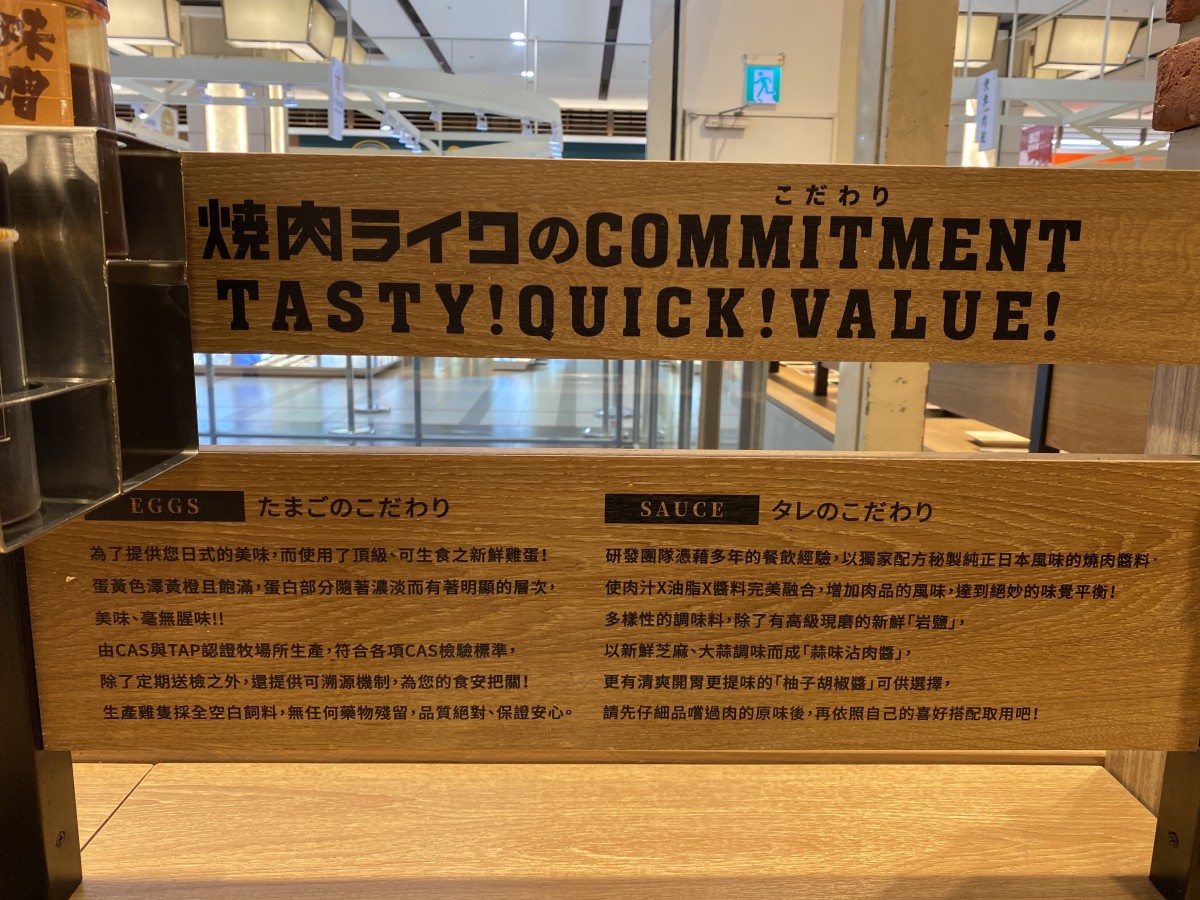 味噌
こだわり
焼肉ライクのCOMMITMENT
TASTY!QUICK!VALUE!
EGGS たまごのこだわり
為了提供您日式的美味,而使用了頂級、可生食之新鮮雞蛋!
蛋黃色澤黃橙且飽滿,蛋白部分隨著濃淡而有著明顯的層次,
美味、毫無腥味!!
由CAS與TAP認證牧場所生產,符合各項CAS檢驗標準,
除了定期送檢之外,還提供可溯源機制,為您的食安把關!
生產雞隻採全空白飼料,無任何藥物殘留,品質絕對、保證安心。
SAUCE タレのこだわり
研發團隊憑藉多年的餐飲經驗,以獨家配方秘製純正日本風味的燒肉醬料.
使肉汁X油脂X醬料完美融合,增加肉品的風味,達到絕妙的味覺平衡!
多樣性的調味料,除了有高級現磨的新鮮「岩鹽」,
以新鮮芝麻、大蒜調味而成「蒜味沾肉醬」,
更有清爽開胃更提味的「柚子胡椒醬」可供選擇,
請先仔細品嚐過肉的原味後,再依照自己的喜好搭配取用吧!